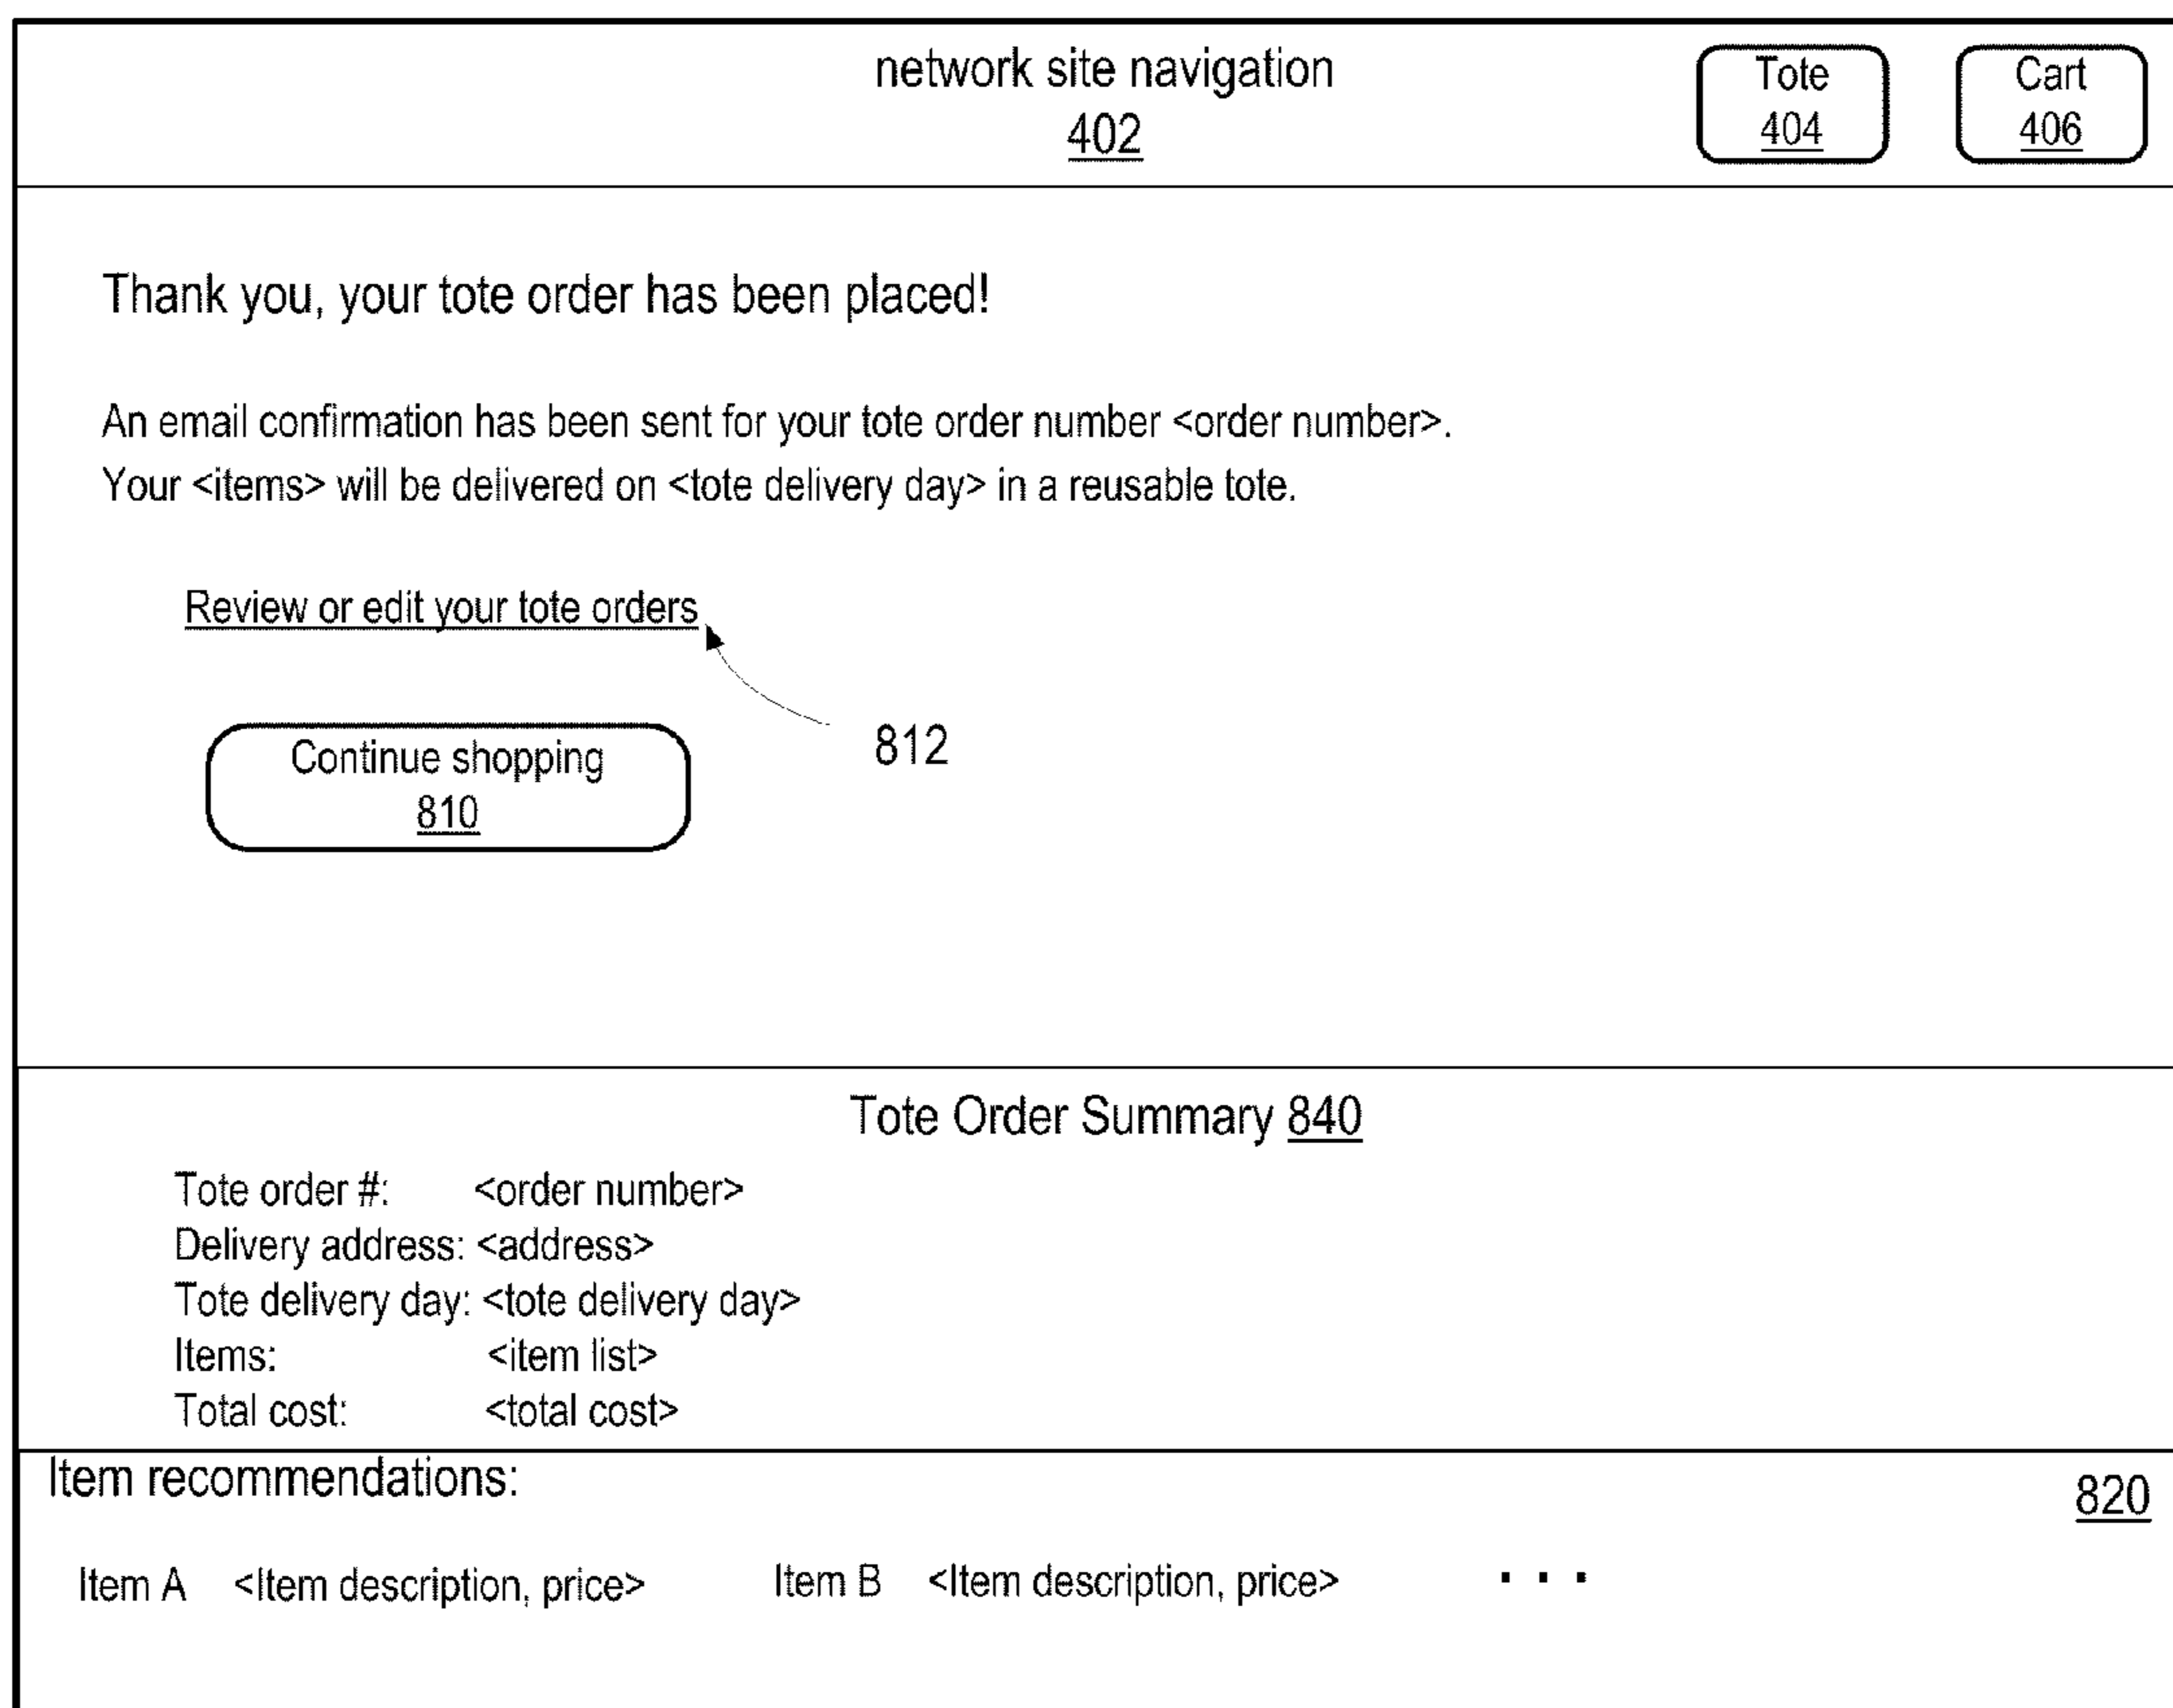 network site navigation
402
Tote
404
Cart
406
Thank you, your tote order has been placed!
An email confirmation has been sent for your tote order number <order number>.
Your <items> will be delivered on <tote delivery day> in a reusable tote.
Review or edit your tote orders
812
Continue shopping
810
Tote Order Summary 840
Tote order #: <order number>
Delivery address: <address>
Tote delivery day: <tote delivery day>
Items: <item list>
Total cost: <total cost>
Item recommendations:
820
Item A <Item description, price> Item B <Item description, price> . . .